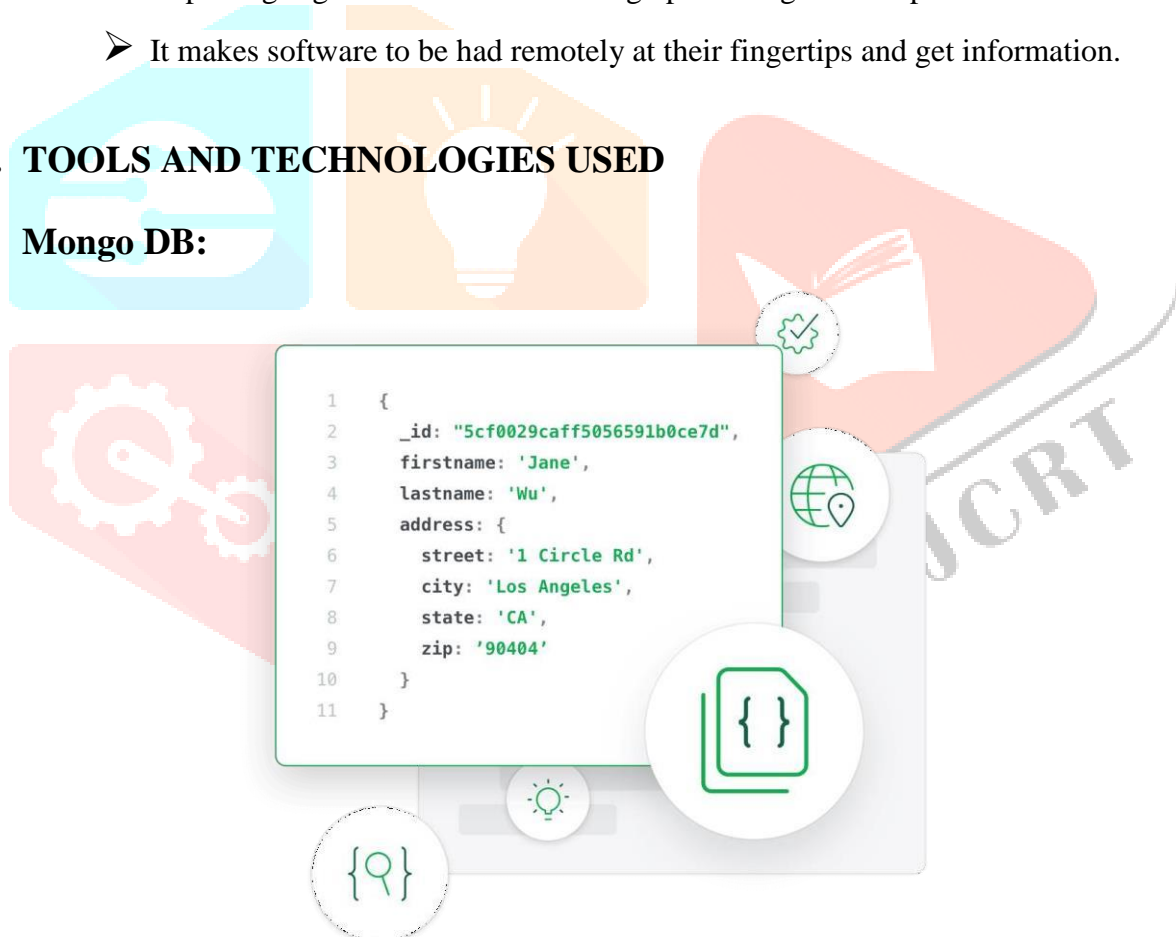 ➢ It makes software to be had remotely at their fingertips and get information.
TOOLS AND TECHNOLOGIES USED
Mongo DB:
1 {
2 _id: "5cf0029caff5056591b0ce7d",
3 firstname: 'Jane',
4 lastname: 'Wu',
5 address: {
6 street: '1 Circle Rd',
7 city: 'Los Angeles',
8 state: 'CA',
9 zip: ’90404’
10 }
11 }
{ }
{ }
JCRT